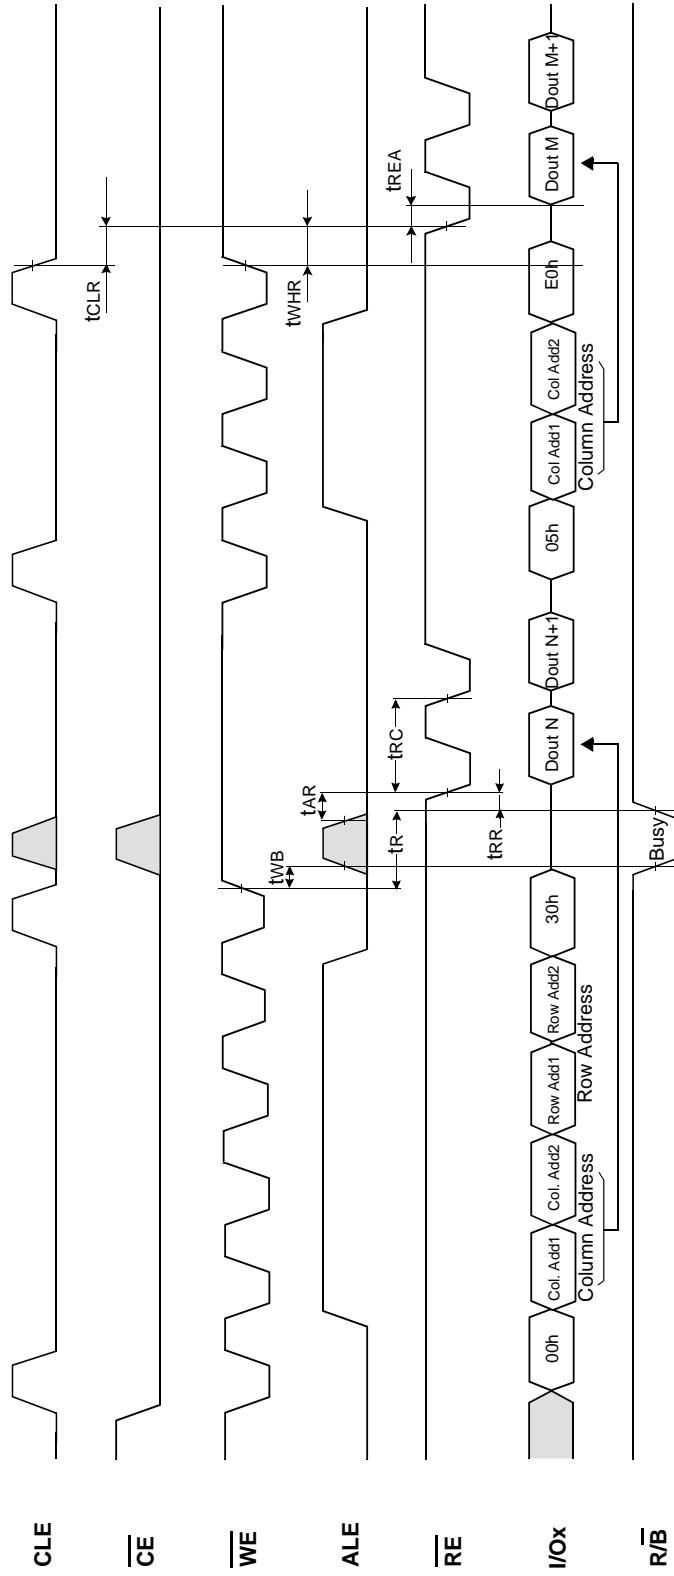 CLE
CE
WE
ALE
RE
I/Ox
R/B
tCLR
tWHR
tREA
tWB
tAR
tR
tRC
tRR
00h
Col. Add1
Col. Add2
Row Add1
Row Add2
30h
Dout N
Dout N+1
05h
Col Add1
Col Add2
E0h
Dout M
Dout M+1
Column Address
Row Address
Column Address
Busy